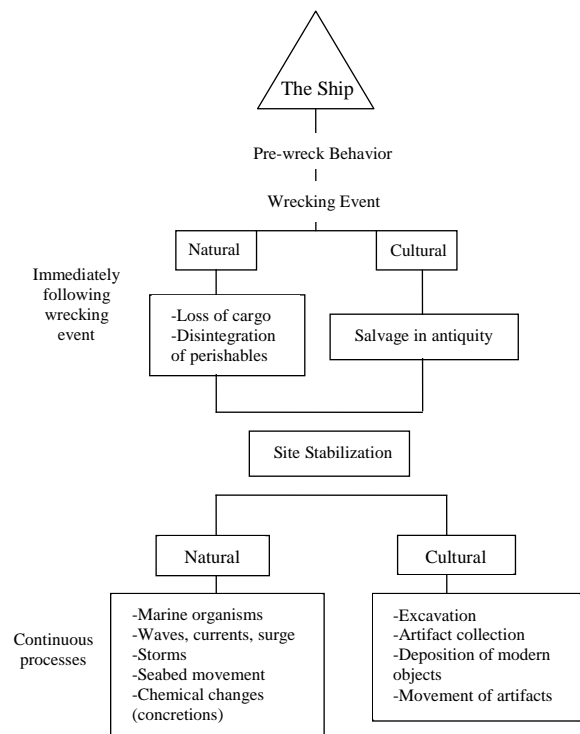 The Ship
Pre-wreck Behavior
Wrecking Event
Natural
Cultural
Immediately
following
wrecking
event
-Loss of cargo
-Disintegration
of perishables
Salvage in antiquity
Site Stabilization
Natural
Cultural
Continuous
processes
-Marine organisms
-Waves, currents, surge
-Storms
-Seabed movement
-Chemical changes
(concretions)
-Excavation
-Artifact collection
-Deposition of modern
objects
-Movement of artifacts